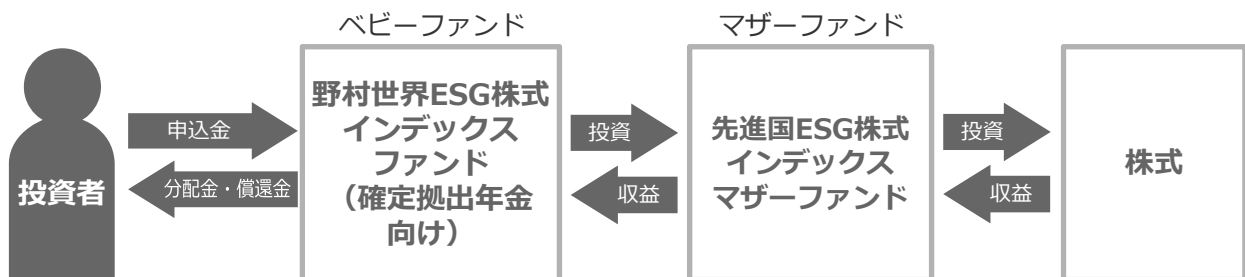 ベビーファンド
マザーファンド
投資者
申込金
分配金・償還金
野村世界ESG株式
インデックス
ファンド
（確定拠出年金
向け）
投資
収益
先進国ESG株式
インデックス
マザーファンド
投資
収益
株式